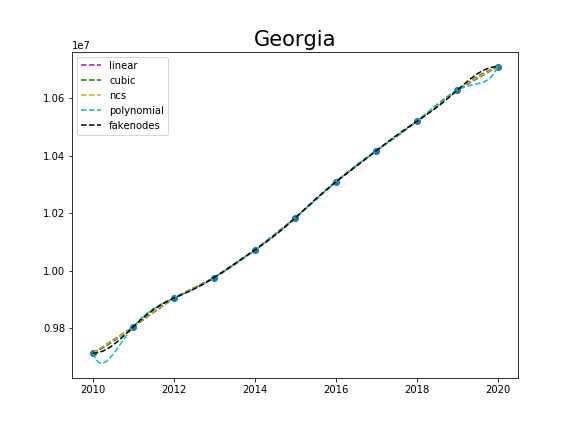 Georgia
1e7
linear
cubic
ncs
polynomial
fakenodes
1.06
1.04
1.02
1.00
0.98
2010 2012 2014 2016 2018 2020